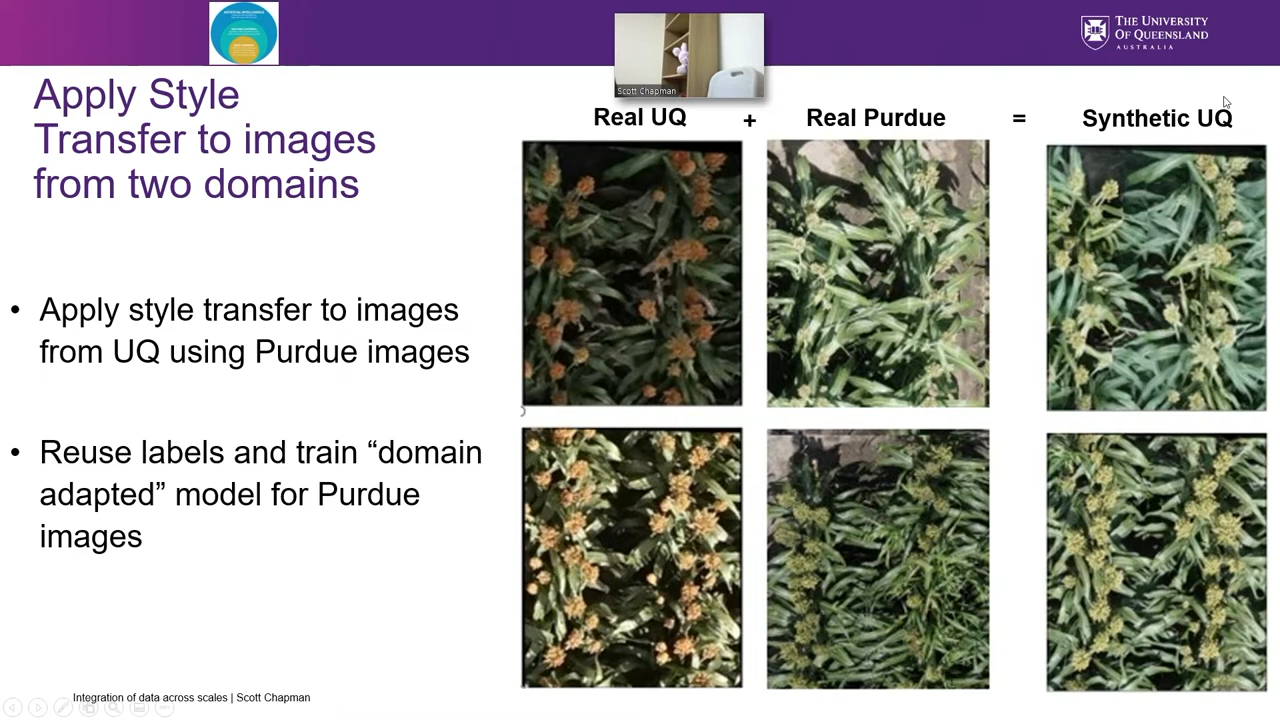 THE UNIVERSITY
OF QUEENSLAND
AUSTRALIA
Scott Chapman
Apply Style
Transfer to images
from two domains
Real UQ + Real Purdue = Synthetic UQ
• Apply style transfer to images
from UQ using Purdue images
• Reuse labels and train “domain
adapted” model for Purdue
images
Integration of data across scales | Scott Chapman